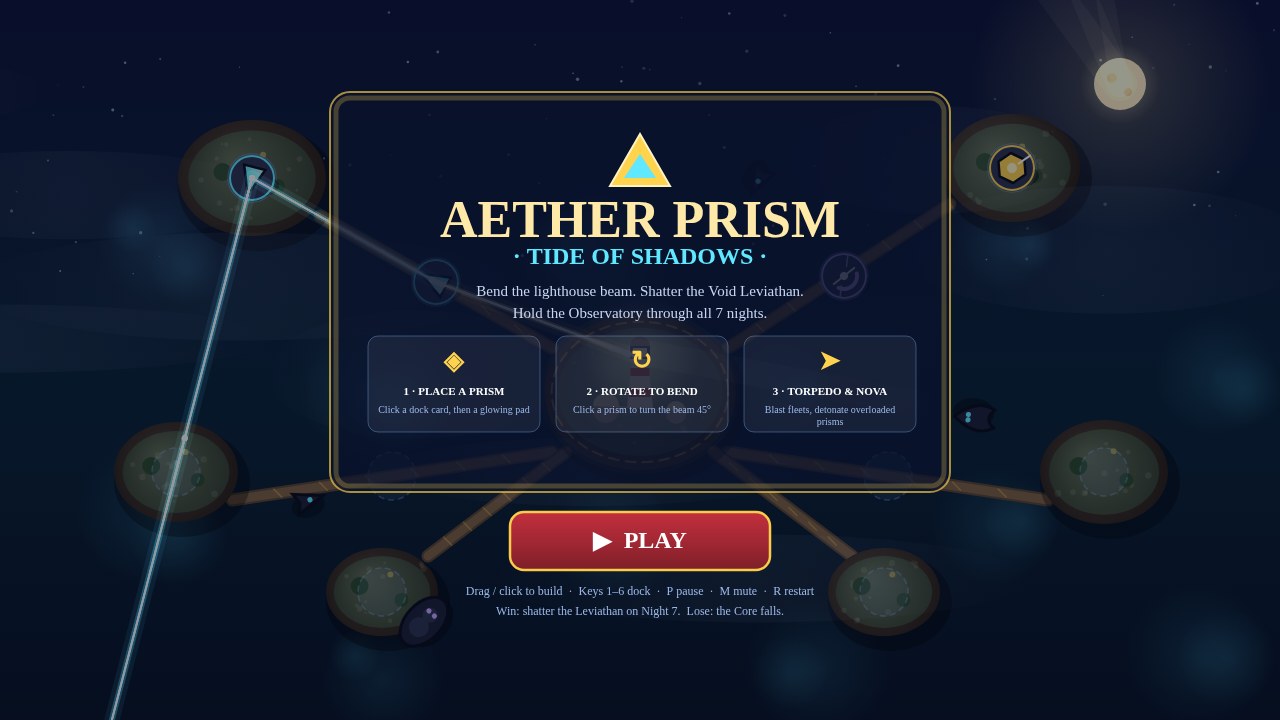 AETHER PRISM
· TIDE OF SHADOWS ·
Bend the lighthouse beam. Shatter the Void Leviathan.
Hold the Observatory through all 7 nights.
1 · PLACE A PRISM
Click a dock card, then a glowing pad
2 · ROTATE TO BEND
Click a prism to turn the beam 45°
3 · TORPEDO & NOVA
Blast fleets, detonate overloaded
prisms
▶ PLAY
Drag / click to build · Keys 1–6 dock · P pause · M mute · R restart
Win: shatter the Leviathan on Night 7. Lose: the Core falls.